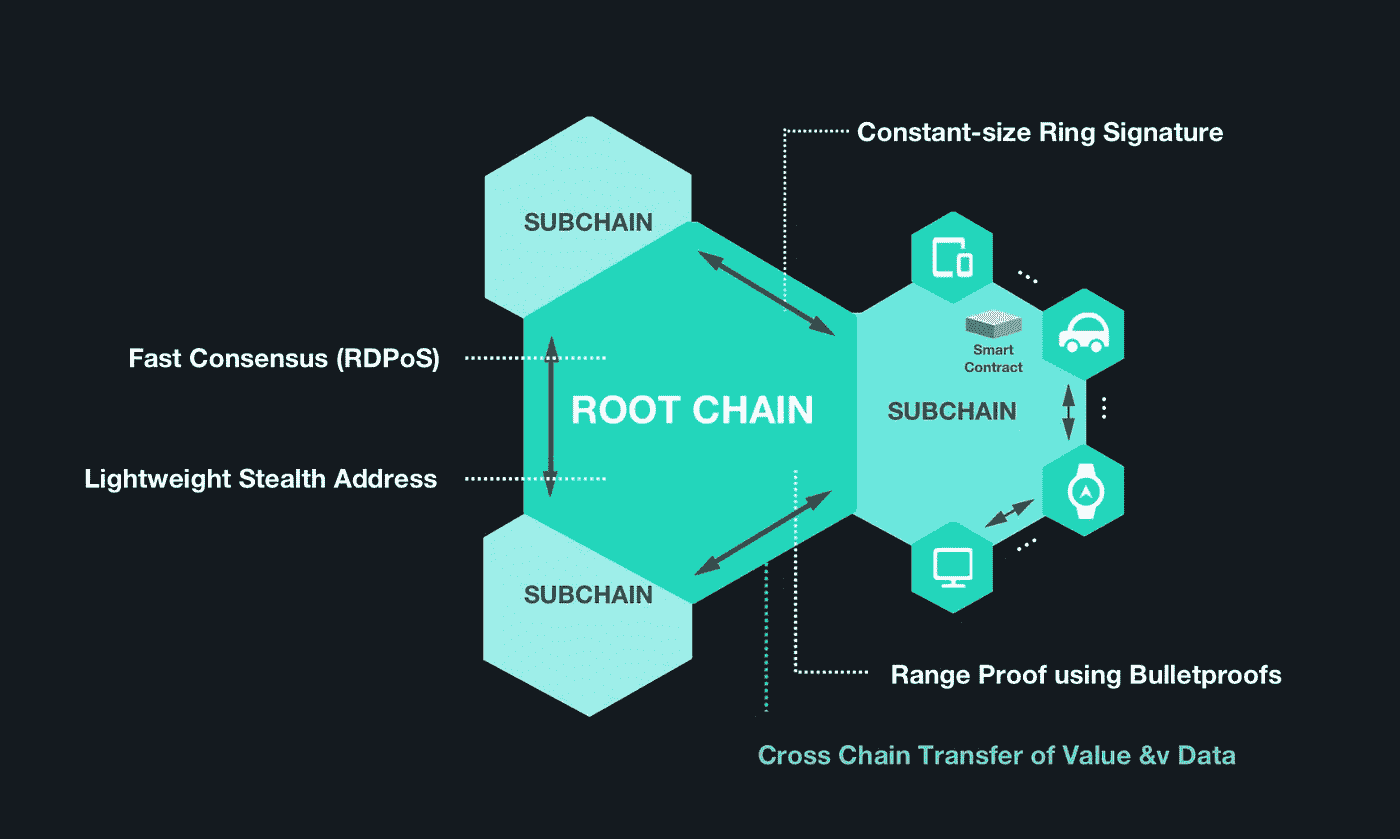 Constant-size Ring Signature
SUBCHAIN
Smart
Contract
Fast Consensus (RDPoS)
ROOT CHAIN
SUBCHAIN
Lightweight Stealth Address
SUBCHAIN
Range Proof using Bulletproofs
Cross Chain Transfer of Value &v Data